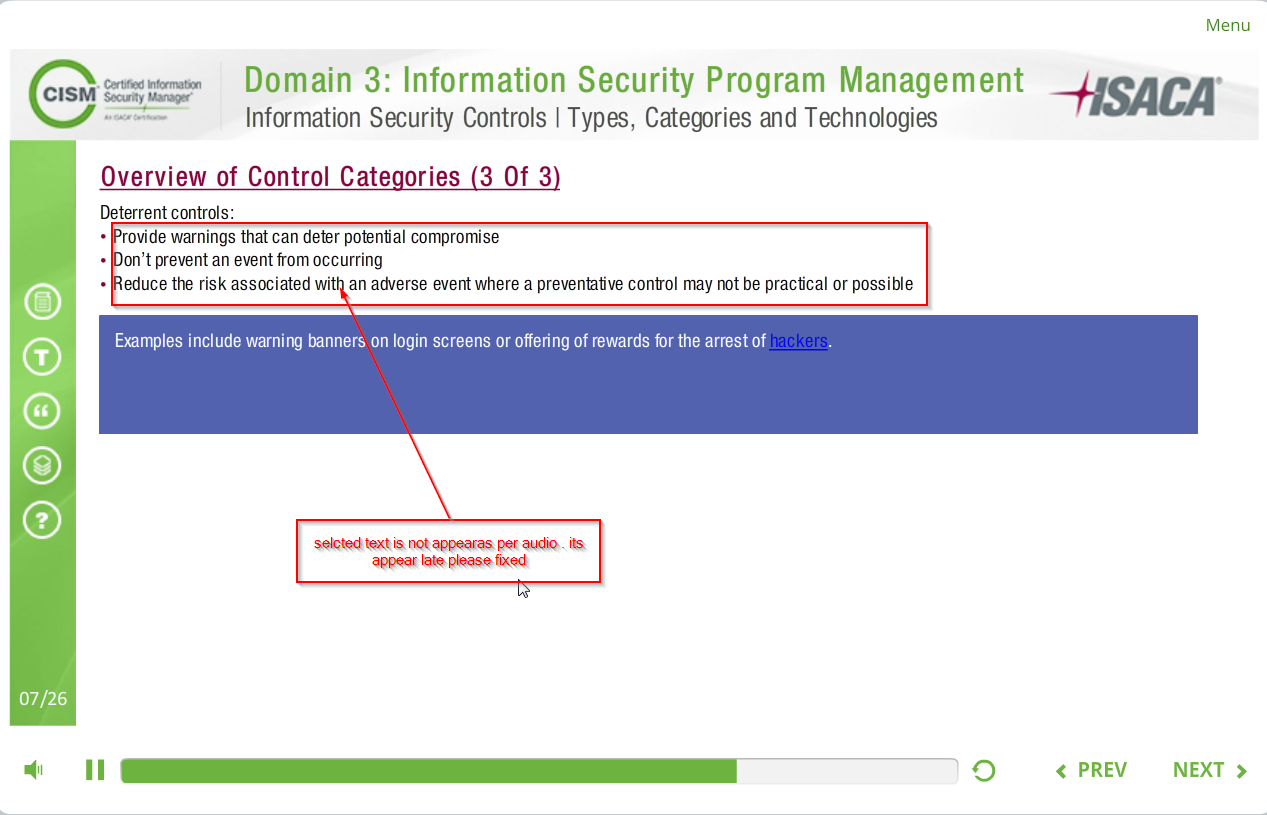 Menu
CISM®
Certified Information
Security Manager®
An ISACA® Certification
Domain 3: Information Security Program Management
Information Security Controls | Types, Categories and Technologies
ISACA®
Overview of Control Categories (3 Of 3)
Deterrent controls:
• Provide warnings that can deter potential compromise
• Don’t prevent an event from occurring
• Reduce the risk associated with an adverse event where a preventative control may not be practical or possible
Examples include warning banners on login screens or offering of rewards for the arrest of hackers.
T
“
?
selcted text is not appearas per audio . its
appear late please fixed
07/26
PREV
NEXT